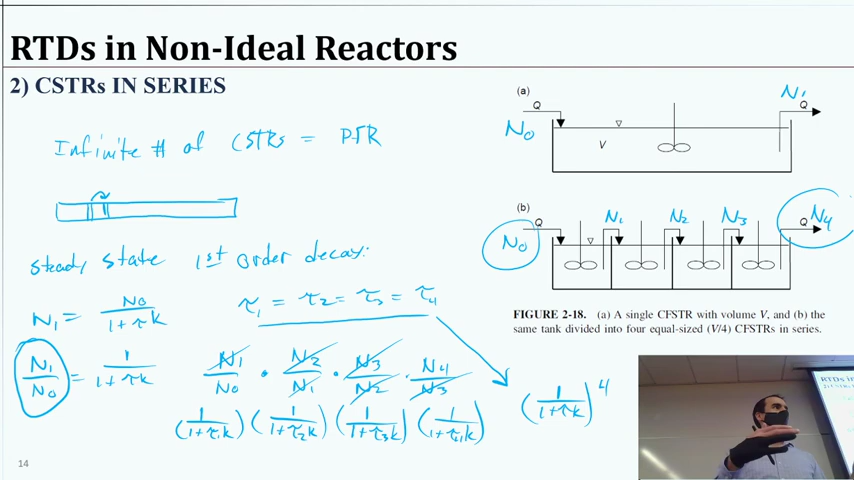 RTDs in Non-Ideal Reactors
2) CSTRs IN SERIES
Infinite # of CSTRs = PFR
steady state 1st order decay:
N₁ = N₀ / 1+τk
τ₁ = τ₂ = τ₃ = τ₄
N₁/N₀ = 1/1+τk
N₁/N₀ · N₂/N₁ · N₃/N₂ · N₄/N₃
(1/1+τ₁k) (1/1+τ₂k) (1/1+τ₃k) (1/1+τ₄k)
(1/1+τk)⁴
(a)
Q
N₀
V
N₁
Q
(b)
Q
N₀
N₁
N₂
N₃
Q
N₄
FIGURE 2-18. (a) A single CFSTR with volume V, and (b) the
same tank divided into four equal-sized (V/4) CFSTRs in series.
14